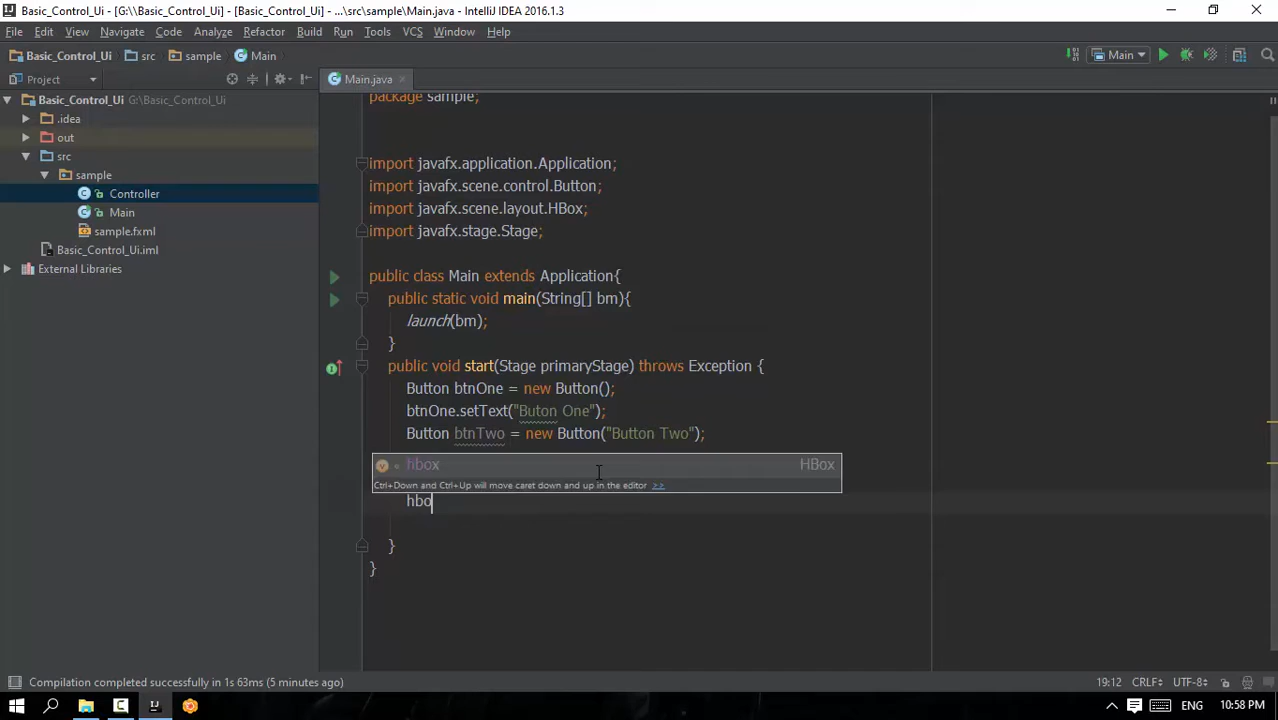 Basic_Control_Ui - [G:\\Basic_Control_Ui] - [Basic_Control_Ui] - ...\src\sample\Main.java - IntelliJ IDEA 2016.1.3
File Edit View Navigate Code Analyze Refactor Build Run Tools VCS Window Help
Basic_Control_Ui src sample Main Main
Project Main.java
Basic_Control_Ui G:\Basic_Control_Ui
.idea
out
src
sample
Controller
Main
sample.fxml
Basic_Control_Ui.iml
External Libraries
package sample;
import javafx.application.Application;
import javafx.scene.control.Button;
import javafx.scene.layout.HBox;
import javafx.stage.Stage;
public class Main extends Application{
public static void main(String[] bm){
launch(bm);
}
public void start(Stage primaryStage) throws Exception {
Button btnOne = new Button();
btnOne.setText("Buton One");
Button btnTwo = new Button("Button Two");
hbox HBox
Ctrl+Down and Ctrl+Up will move caret down and up in the editor >>
hbo
}
}
Compilation completed successfully in 1s 63ms (5 minutes ago) 19:12 CRLF÷ UTF-8÷
ENG 10:58 PM